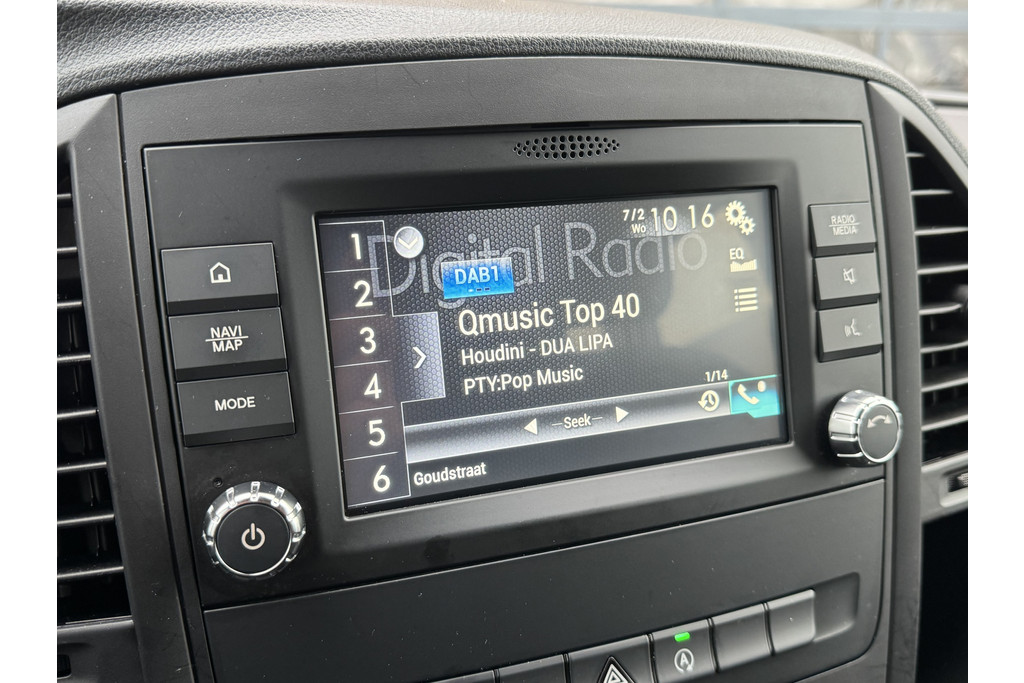 Digital Radio
7/2
Wo
10 16
DAB1
EQ
1
2
3
4
5
6
Qmusic Top 40
Houdini - DUA LIPA
PTY:Pop Music
1/14
Seek
Goudstraat
NAVI
MAP
MODE
RADIO
MEDIA
A